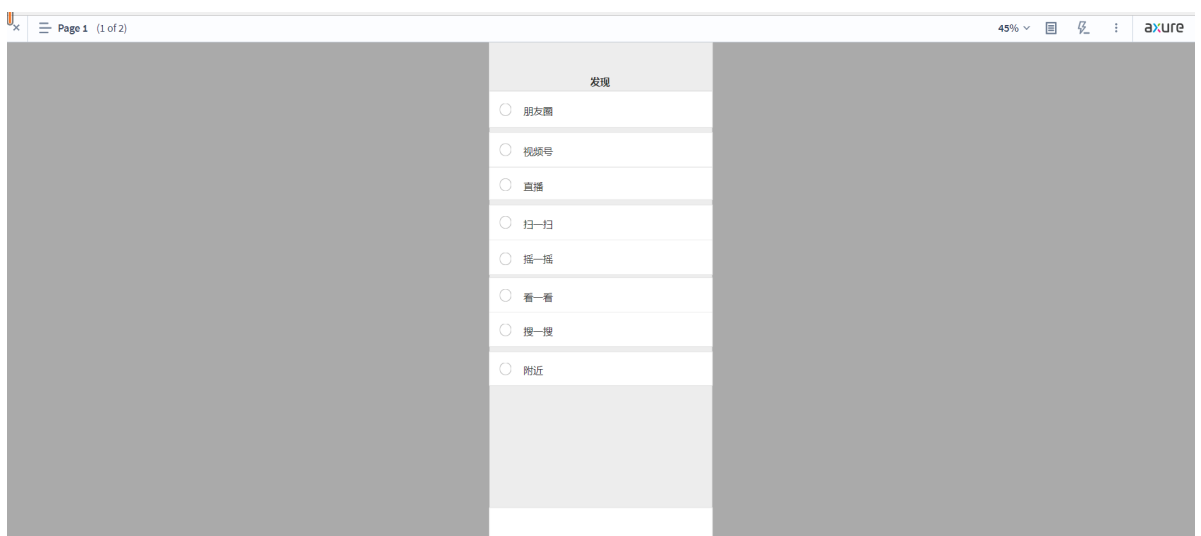 Page 1 (1 of 2)
45%
axure
发现
朋友圈
视频号
直播
扫一扫
摇一摇
看一看
搜一搜
附近